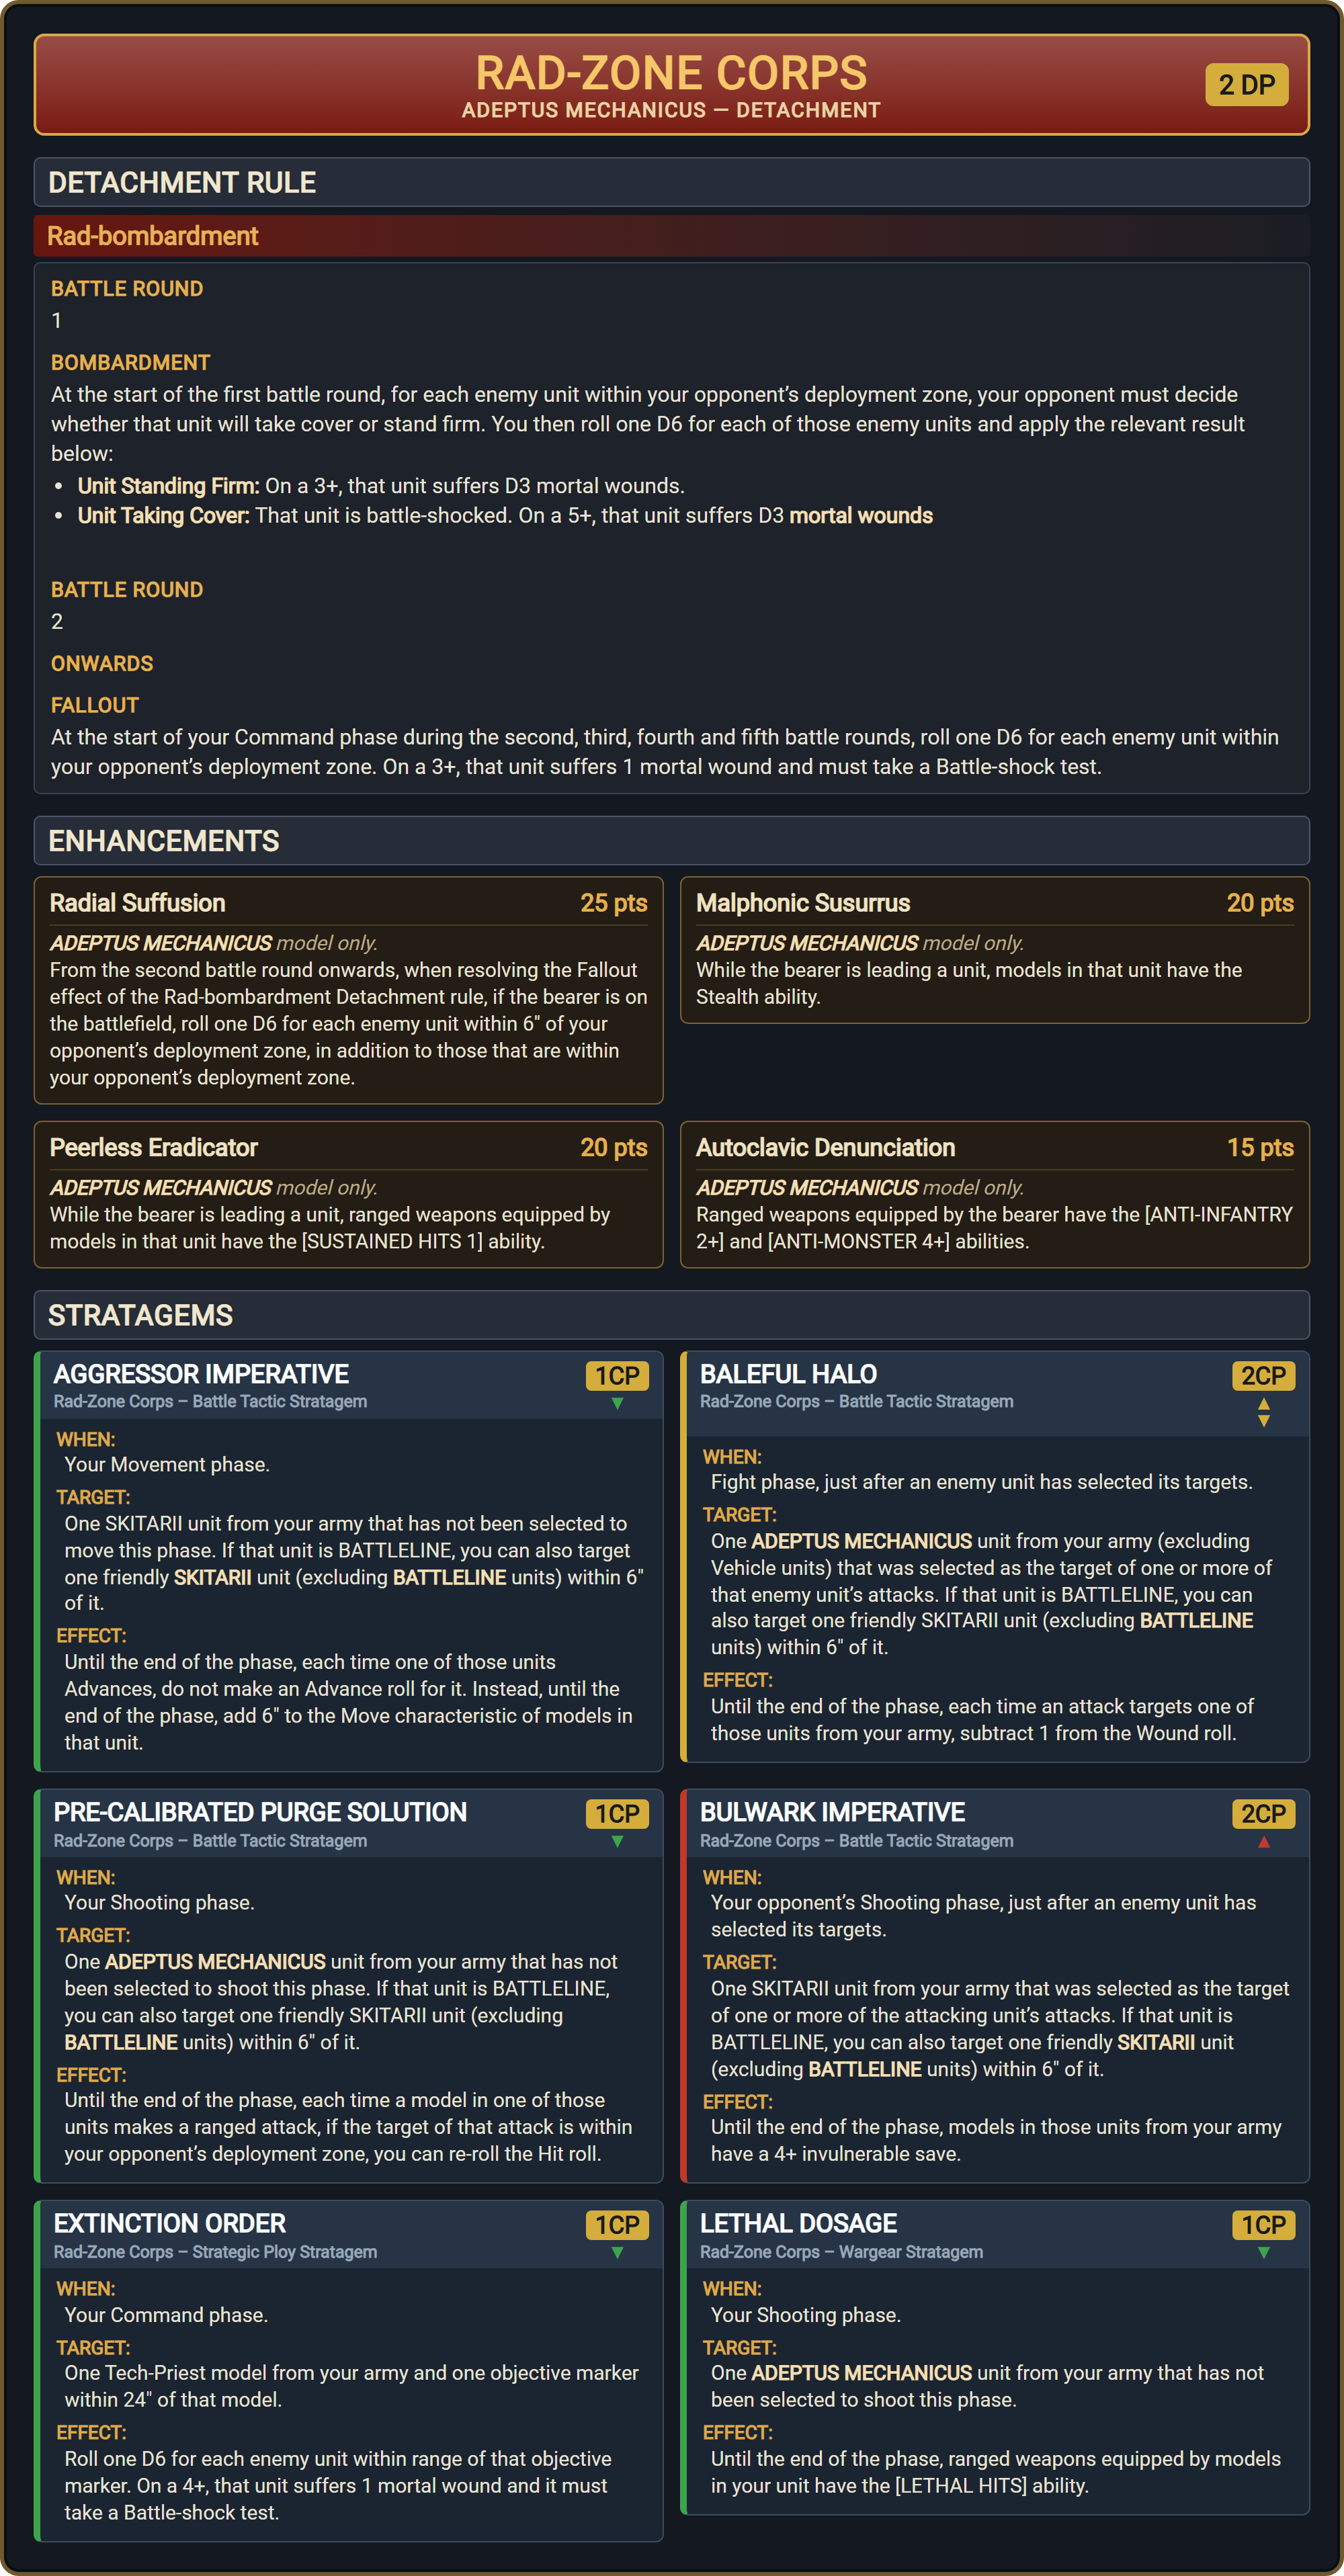 RAD-ZONE CORPS
ADEPTUS MECHANICUS – DETACHMENT
2 DP
DETACHMENT RULE
Rad-bombardment
BATTLE ROUND
1
BOMBARDMENT
At the start of the first battle round, for each enemy unit within your opponent’s deployment zone, your opponent must decide
whether that unit will take cover or stand firm. You then roll one D6 for each of those enemy units and apply the relevant result
below:
• Unit Standing Firm: On a 3+, that unit suffers D3 mortal wounds.
• Unit Taking Cover: That unit is battle-shocked. On a 5+, that unit suffers D3 mortal wounds
BATTLE ROUND
2
ONWARDS
FALLOUT
At the start of your Command phase during the second, third, fourth and fifth battle rounds, roll one D6 for each enemy unit within
your opponent’s deployment zone. On a 3+, that unit suffers 1 mortal wound and must take a Battle-shock test.
ENHANCEMENTS
Radial Suffusion 25 pts
ADEPTUS MECHANICUS model only.
From the second battle round onwards, when resolving the Fallout
effect of the Rad-bombardment Detachment rule, if the bearer is on
the battlefield, roll one D6 for each enemy unit within 6" of your
opponent’s deployment zone, in addition to those that are within
your opponent’s deployment zone.
Malphonic Susurrus 20 pts
ADEPTUS MECHANICUS model only.
While the bearer is leading a unit, models in that unit have the
Stealth ability.
Peerless Eradicator 20 pts
ADEPTUS MECHANICUS model only.
While the bearer is leading a unit, ranged weapons equipped by
models in that unit have the [SUSTAINED HITS 1] ability.
Autoclavic Denunciation 15 pts
ADEPTUS MECHANICUS model only.
Ranged weapons equipped by the bearer have the [ANTI-INFANTRY
2+] and [ANTI-MONSTER 4+] abilities.
STRATAGEMS
AGGRESSOR IMPERATIVE 1CP
Rad-Zone Corps – Battle Tactic Stratagem ▼
WHEN:
Your Movement phase.
TARGET:
One SKITARII unit from your army that has not been selected to
move this phase. If that unit is BATTLELINE, you can also target
one friendly SKITARII unit (excluding BATTLELINE units) within 6"
of it.
EFFECT:
Until the end of the phase, each time one of those units
Advances, do not make an Advance roll for it. Instead, until the
end of the phase, add 6" to the Move characteristic of models in
that unit.
BALEFUL HALO 2CP
Rad-Zone Corps – Battle Tactic Stratagem ▲
▼
WHEN:
Fight phase, just after an enemy unit has selected its targets.
TARGET:
One ADEPTUS MECHANICUS unit from your army (excluding
Vehicle units) that was selected as the target of one or more of
that enemy unit’s attacks. If that unit is BATTLELINE, you can
also target one friendly SKITARII unit (excluding BATTLELINE
units) within 6" of it.
EFFECT:
Until the end of the phase, each time an attack targets one of
those units from your army, subtract 1 from the Wound roll.
PRE-CALIBRATED PURGE SOLUTION 1CP
Rad-Zone Corps – Battle Tactic Stratagem ▼
WHEN:
Your Shooting phase.
TARGET:
One ADEPTUS MECHANICUS unit from your army that has not
been selected to shoot this phase. If that unit is BATTLELINE,
you can also target one friendly SKITARII unit (excluding
BATTLELINE units) within 6" of it.
EFFECT:
Until the end of the phase, each time a model in one of those
units makes a ranged attack, if the target of that attack is within
your opponent’s deployment zone, you can re-roll the Hit roll.
BULWARK IMPERATIVE 2CP
Rad-Zone Corps – Battle Tactic Stratagem ▲
WHEN:
Your opponent’s Shooting phase, just after an enemy unit has
selected its targets.
TARGET:
One SKITARII unit from your army that was selected as the target
of one or more of the attacking unit’s attacks. If that unit is
BATTLELINE, you can also target one friendly SKITARII unit
(excluding BATTLELINE units) within 6" of it.
EFFECT:
Until the end of the phase, models in those units from your army
have a 4+ invulnerable save.
EXTINCTION ORDER 1CP
Rad-Zone Corps – Strategic Ploy Stratagem ▼
WHEN:
Your Command phase.
TARGET:
One Tech-Priest model from your army and one objective marker
within 24" of that model.
EFFECT:
Roll one D6 for each enemy unit within range of that objective
marker. On a 4+, that unit suffers 1 mortal wound and it must
take a Battle-shock test.
LETHAL DOSAGE 1CP
Rad-Zone Corps – Wargear Stratagem ▼
WHEN:
Your Shooting phase.
TARGET:
One ADEPTUS MECHANICUS unit from your army that has not
been selected to shoot this phase.
EFFECT:
Until the end of the phase, ranged weapons equipped by models
in your unit have the [LETHAL HITS] ability.